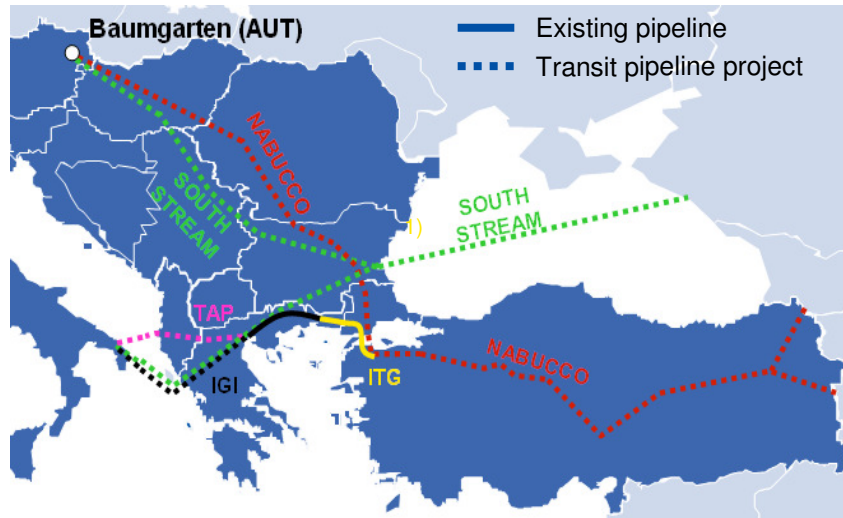 Baumgarten (AUT)
Existing pipeline
Transit pipeline project
NABUCCO
SOUTH
STREAM
1)
SOUTH
STREAM
TAP
IGI
ITG
NABUCCO